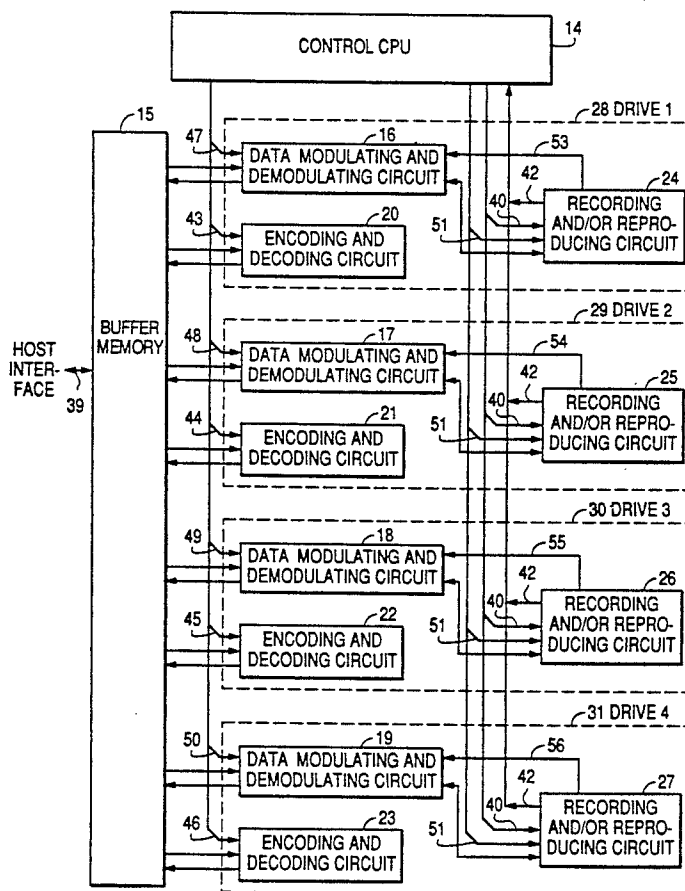 CONTROL CPU
14
15
28 DRIVE 1
47
16
DATA MODULATING AND
DEMODULATING CIRCUIT
53
42
24
40
RECORDING
AND/OR REPRO-
DUCING CIRCUIT
43
20
51
ENCODING AND
DECODING CIRCUIT
29 DRIVE 2
BUFFER
MEMORY
HOST
INTER-
FACE
39
48
17
DATA MODULATING AND
DEMODULATING CIRCUIT
54
42
25
40
RECORDING
AND/OR REPRO-
DUCING CIRCUIT
44
21
51
ENCODING AND
DECODING CIRCUIT
30 DRIVE 3
49
18
DATA MODULATING AND
DEMODULATING CIRCUIT
55
42
26
40
RECORDING
AND/OR REPRO-
DUCING CIRCUIT
45
22
51
ENCODING AND
DECODING CIRCUIT
31 DRIVE 4
50
19
DATA MODULATING AND
DEMODULATING CIRCUIT
56
42
27
40
RECORDING
AND/OR REPRO-
DUCING CIRCUIT
46
23
51
ENCODING AND
DECODING CIRCUIT